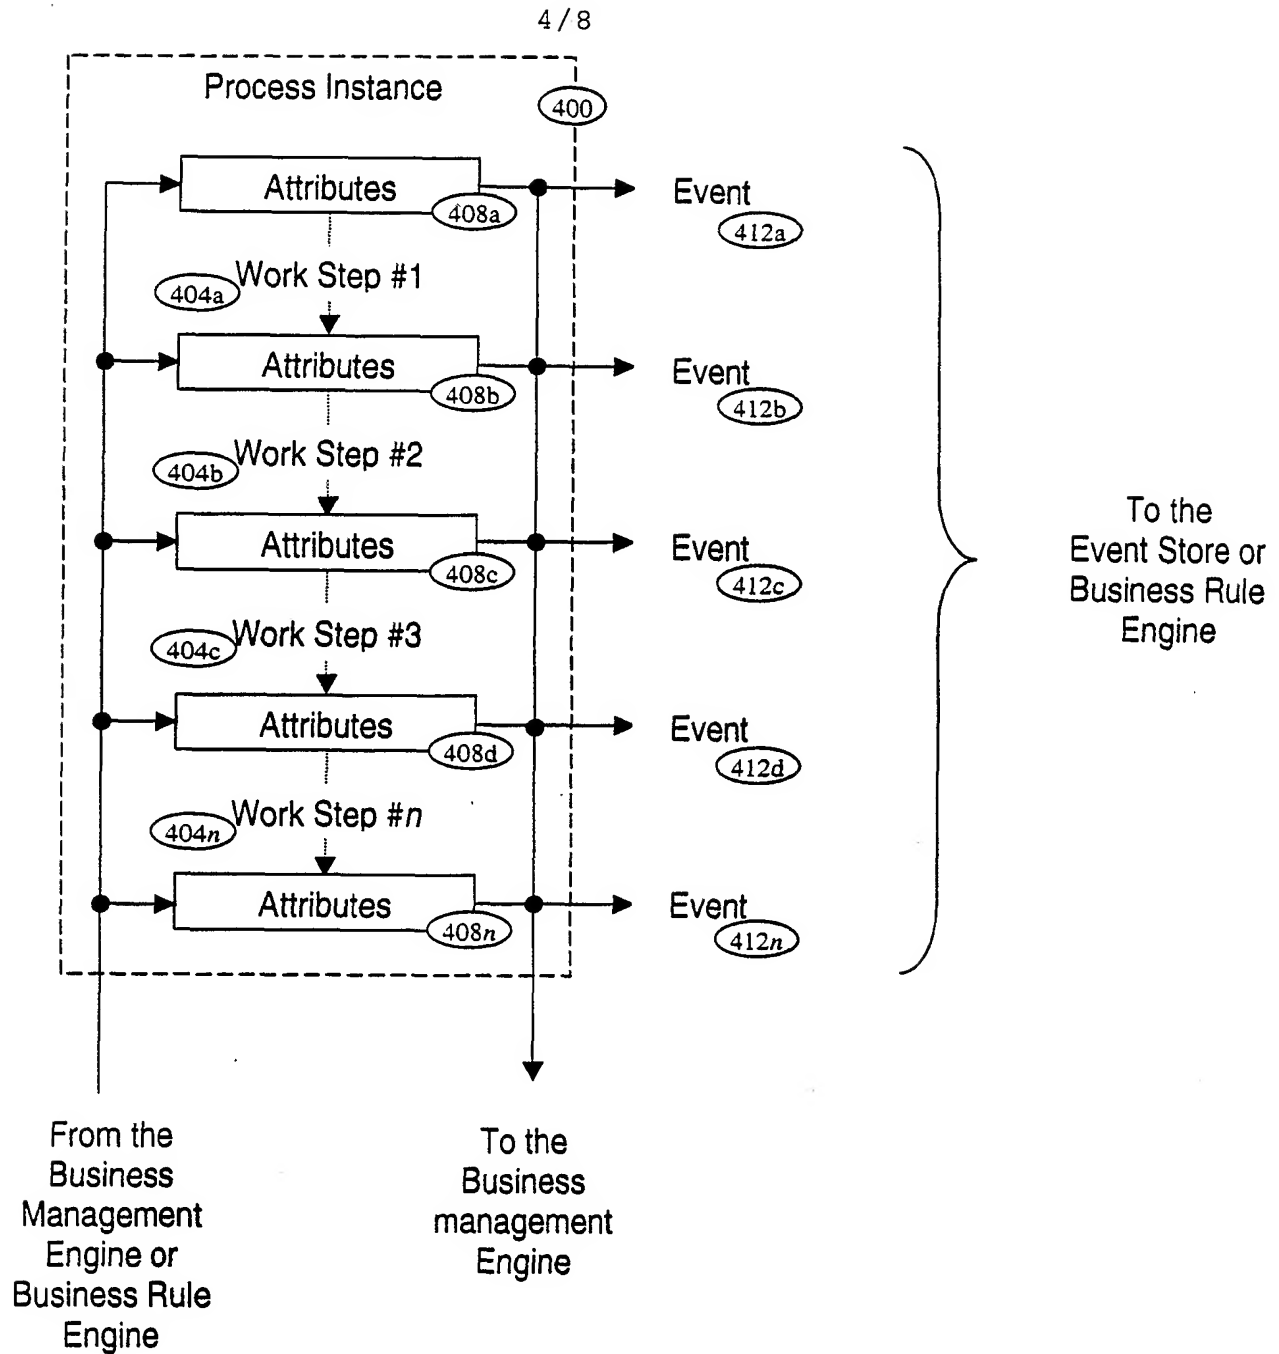 4/8
Process Instance
400
Attributes
408a
Event
412a
Work Step #1
404a
Attributes
408b
Event
412b
Work Step #2
404b
Attributes
408c
Event
412c
Work Step #3
404c
Attributes
408d
Event
412d
Work Step #n
404n
Attributes
408n
Event
412n
To the
Event Store or
Business Rule
Engine
From the
Business
Management
Engine or
Business Rule
Engine
To the
Business
management
Engine